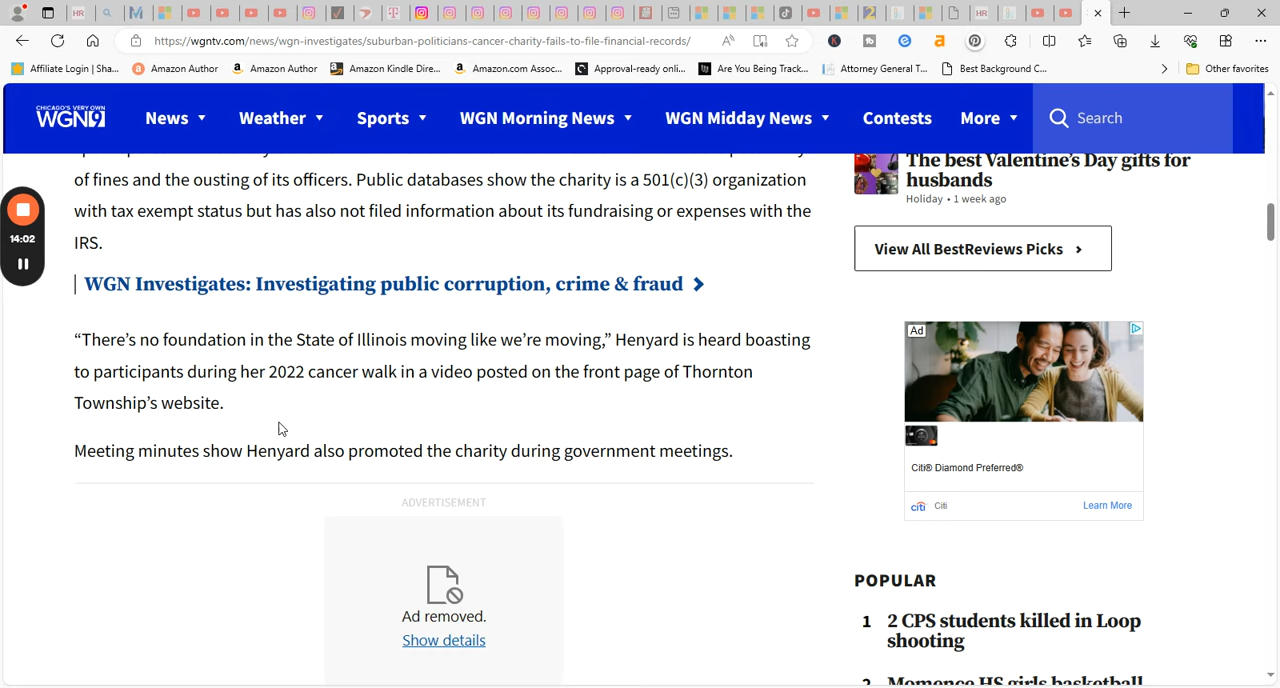 HR
https://wgntv.com/news/wgn-investigates/suburban-politicians-cancer-charity-fails-to-file-financial-records/
Affiliate Login | Sha...
Amazon Author
Amazon Author
Amazon Kindle Dire...
Amazon.com Assoc...
Approval-ready onli...
Are You Being Track...
Attorney General T...
Best Background C...
Other favorites
CHICAGO'S VERY OWN
WGN9
News
Weather
Sports
WGN Morning News
WGN Midday News
Contests
More
Search
14:02
of fines and the ousting of its officers. Public databases show the charity is a 501(c)(3) organization
with tax exempt status but has also not filed information about its fundraising or expenses with the
IRS.
WGN Investigates: Investigating public corruption, crime & fraud
“There’s no foundation in the State of Illinois moving like we’re moving,” Henyard is heard boasting
to participants during her 2022 cancer walk in a video posted on the front page of Thornton
Township’s website.
Meeting minutes show Henyard also promoted the charity during government meetings.
ADVERTISEMENT
Ad removed.
Show details
The best Valentine’s Day gifts for
husbands
Holiday • 1 week ago
View All BestReviews Picks
Ad
Citi® Diamond Preferred®
citi
Citi
Learn More
POPULAR
1 2 CPS students killed in Loop
shooting
2 Momence HS girls basketball